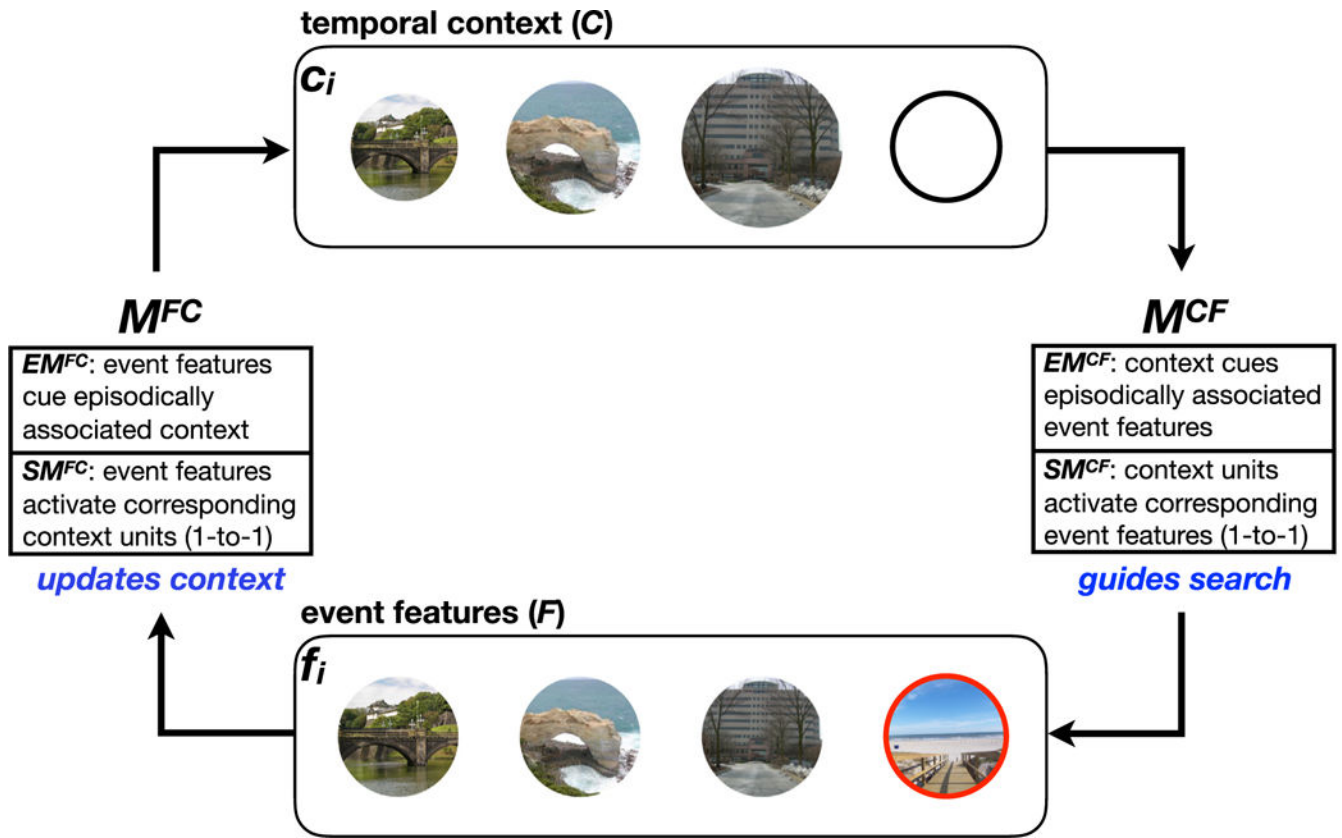 temporal context (C)
ci
MFC
EMFC: event features
cue episodically
associated context
SMFC: event features
activate corresponding
context units (1-to-1)
updates context
MCF
EMCF: context cues
episodically associated
event features
SMCF: context units
activate corresponding
event features (1-to-1)
guides search
event features (F)
fi